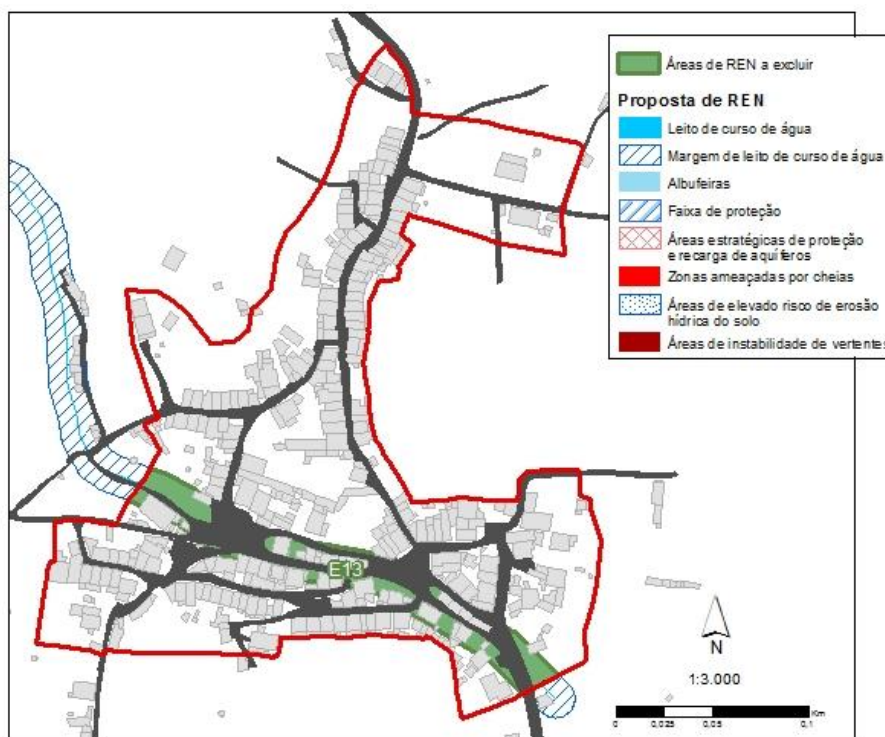 Áreas de REN a excluir
Proposta de REN
Leito de curso de água
Margem de leito de curso de água
Albufeiras
Faixa de proteção
Áreas estratégicas de proteção
e recarga de aquíferos
Zonas ameaçadas por cheias
Áreas de elevado risco de erosão
hídrica do solo
Áreas de instabilidade de vertentes
E13
N
1:3.000
Km
0 0,025 0,05 0,1